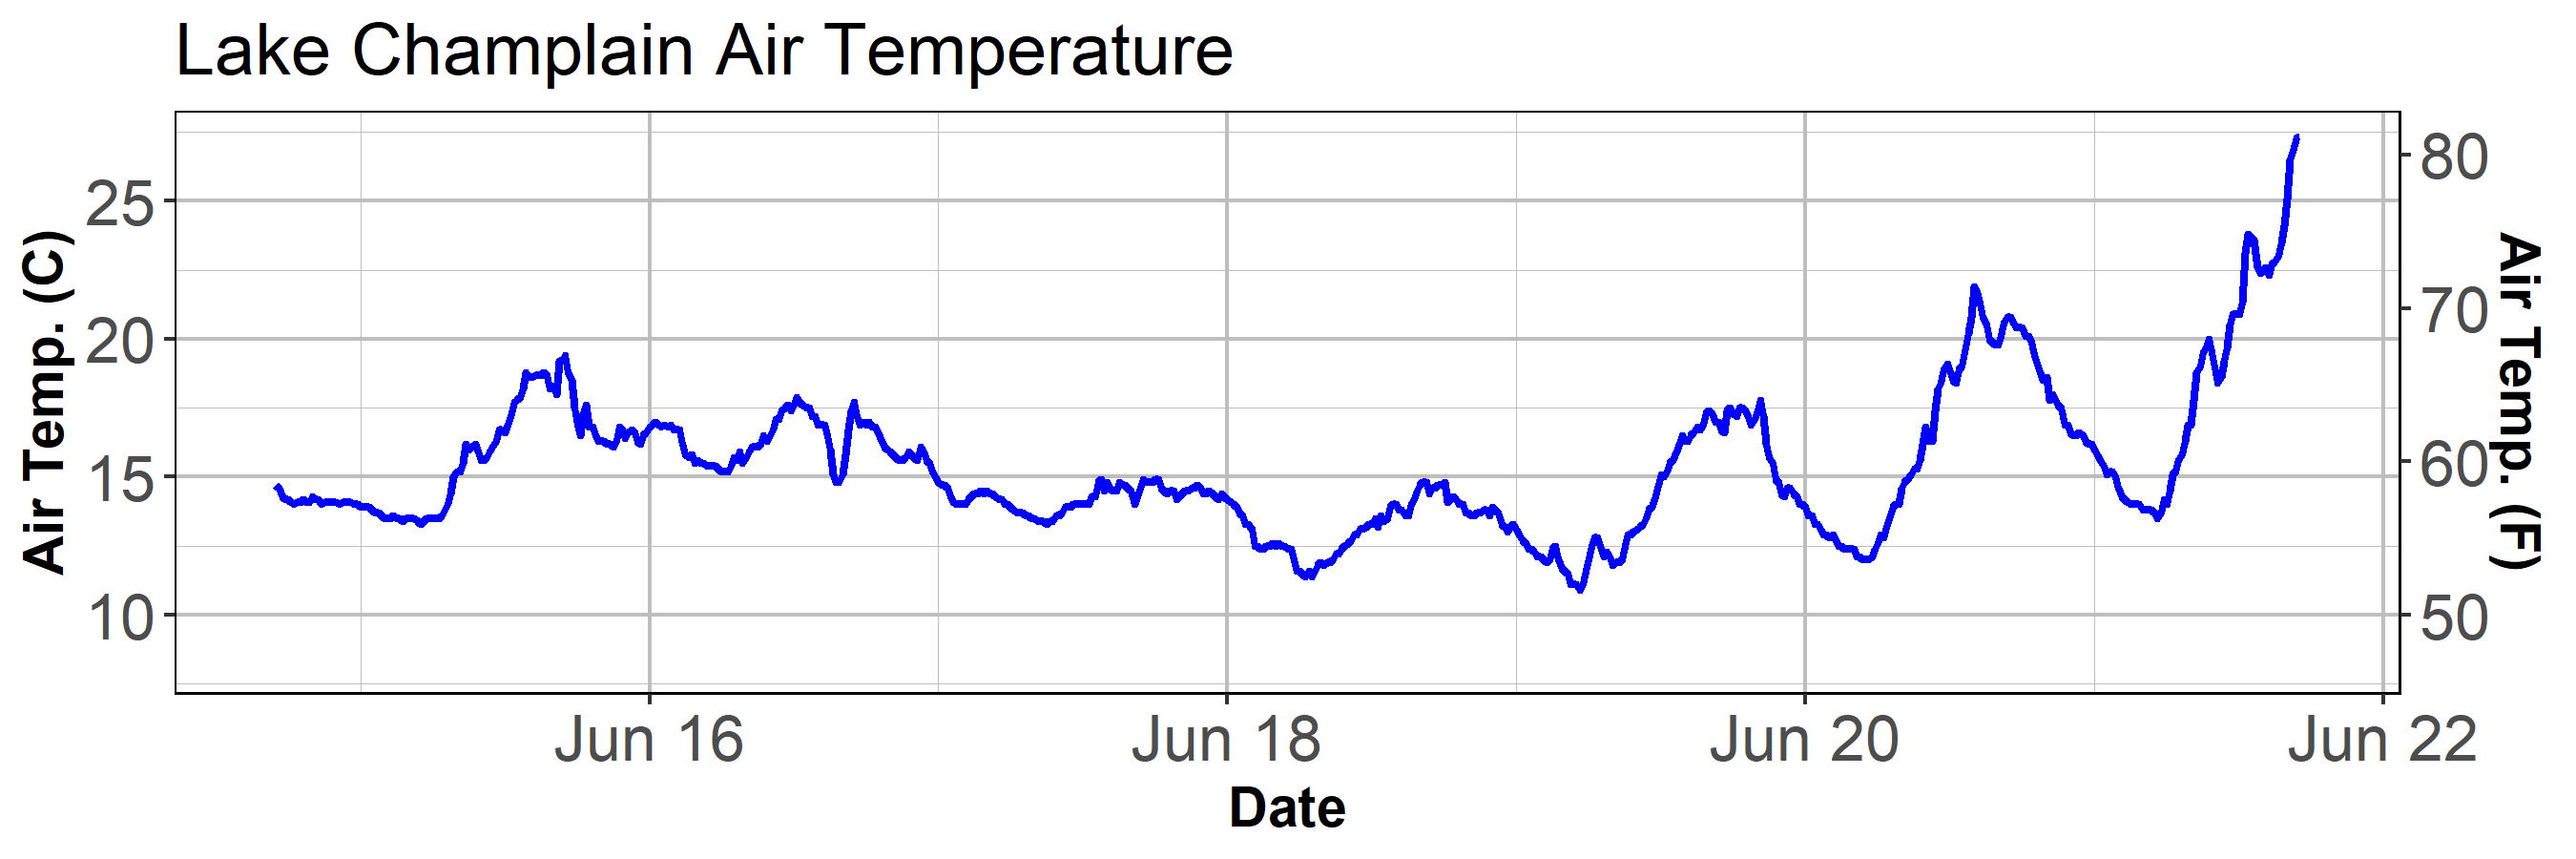 Lake Champlain Air Temperature
Air Temp. (C)
25
20
15
10
80
70
60
50
Air Temp. (F)
Jun 16
Jun 18
Jun 20
Jun 22
Date